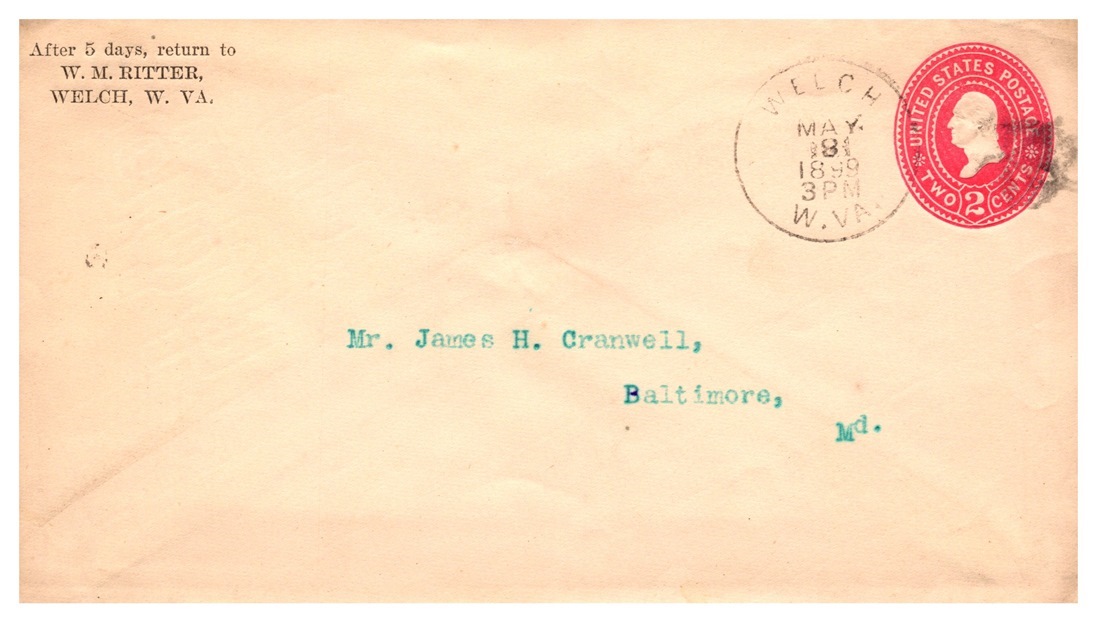 After 5 days, return to
W. M. RITTER,
WELCH, W. VA.
WELCH
MAY
1899
3PM
W. VA.
UNITED STATES POSTAGE
TWO 2 CENTS
Mr. James H. Cranwell,
Baltimore,
Md.